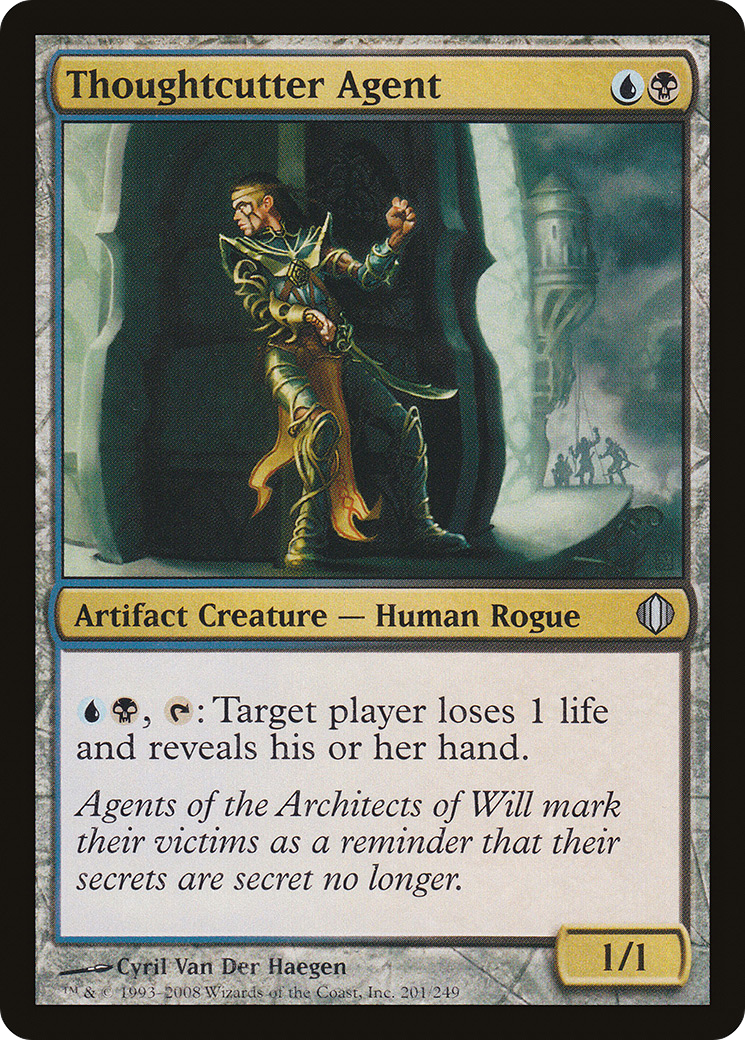 Thoughtcutter Agent
Artifact Creature — Human Rogue
, : Target player loses 1 life
and reveals his or her hand.
Agents of the Architects of Will mark
their victims as a reminder that their
secrets are secret no longer.
1/1
Cyril Van Der Haegen
™ & © 1993–2008 Wizards of the Coast, Inc. 201/249